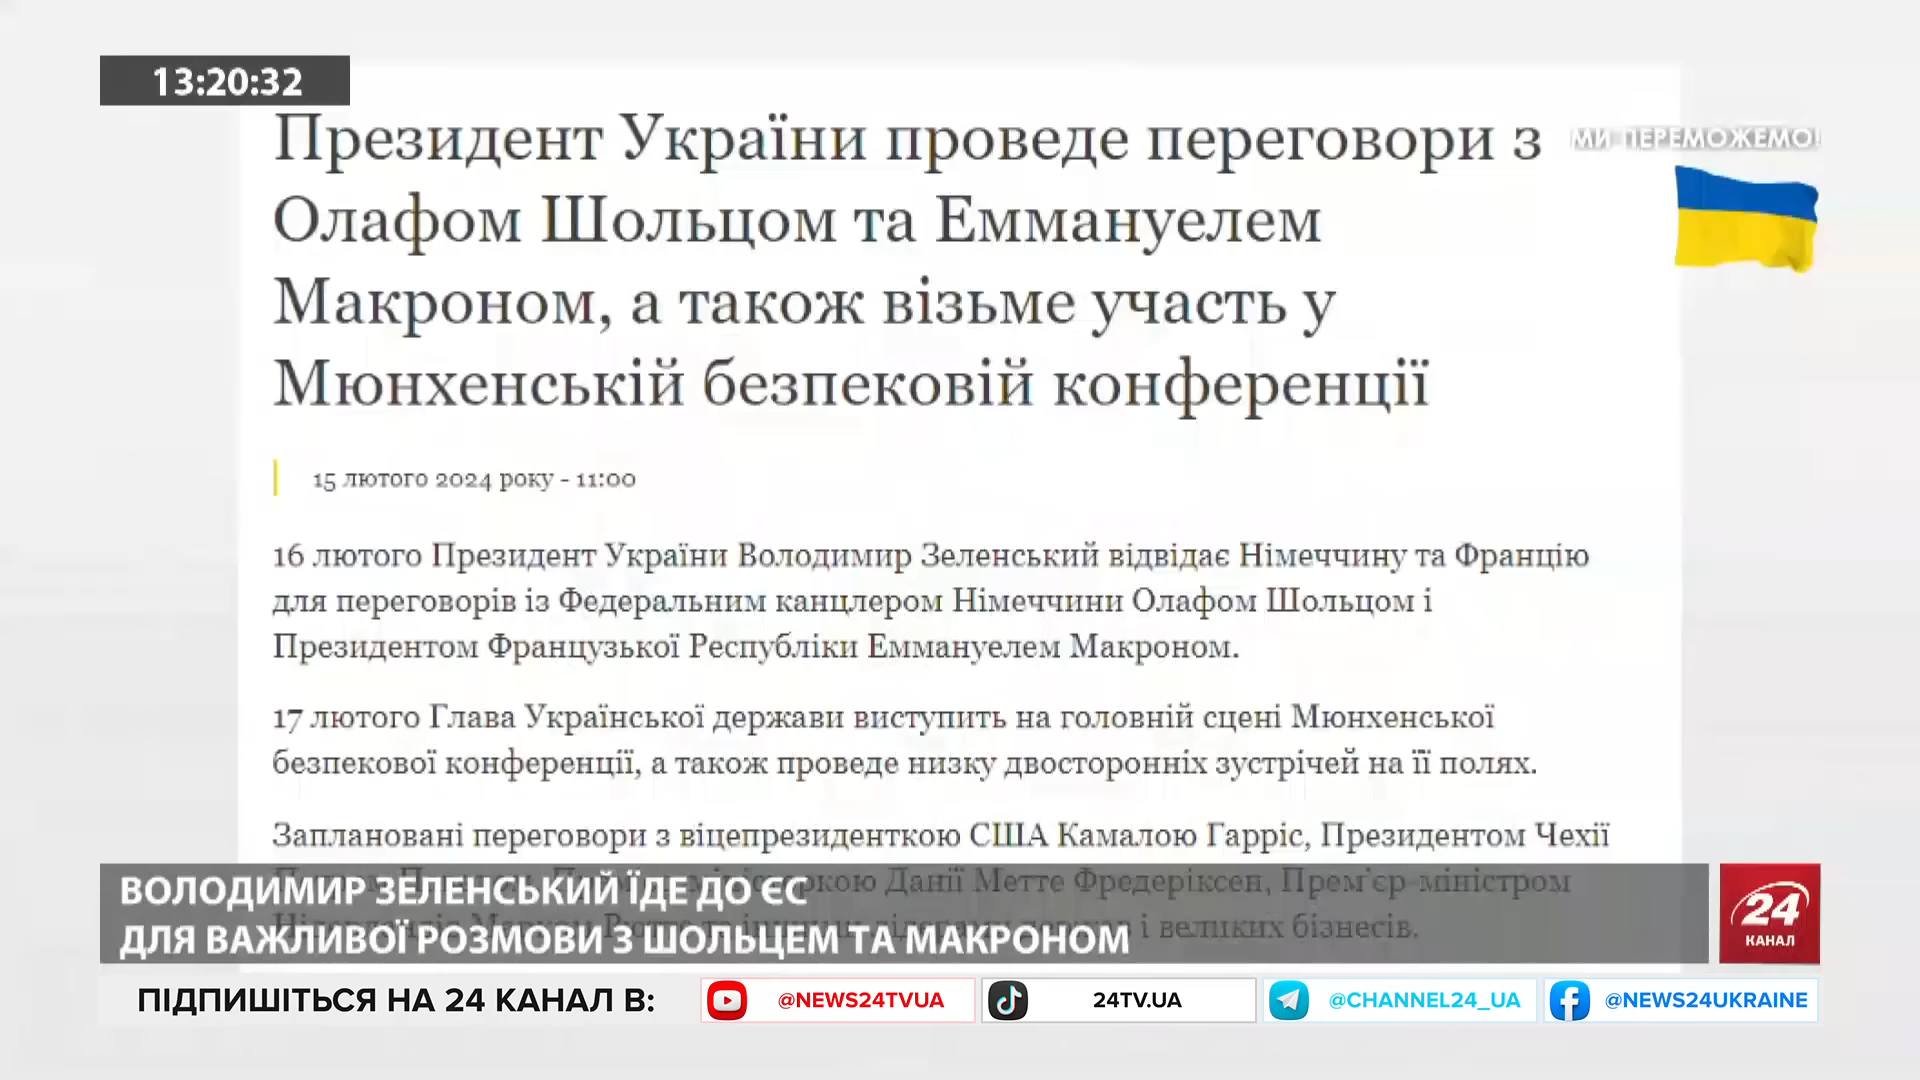 13:20:32
Президент України проведе переговори з
Олафом Шольцом та Еммануелем
Макроном, а також візьме участь у
Мюнхенській безпековій конференції
МИ ПЕРЕМОЖЕМО!
15 лютого 2024 року - 11:00
16 лютого Президент України Володимир Зеленський відвідає Німеччину та Францію
для переговорів із Федеральним канцлером Німеччини Олафом Шольцом і
Президентом Французької Республіки Еммануелем Макроном.
17 лютого Глава Української держави виступить на головній сцені Мюнхенської
безпекової конференції, а також проведе низку двосторонніх зустрічей на її полях.
Заплановані переговори з віцепрезиденткою США Камалою Гарріс, Президентом Чехії
Данії Метте Фредеріксен, Прем'єр-міністром
і великих бізнесів.
ВОЛОДИМИР ЗЕЛЕНСЬКИЙ ЇДЕ ДО ЄС
ДЛЯ ВАЖЛИВОЇ РОЗМОВИ З ШОЛЬЦЕМ ТА МАКРОНОМ
24
КАНАЛ
ПІДПИШІТЬСЯ НА 24 КАНАЛ В:
@NEWS24TVUA
24TV.UA
@CHANNEL24_UA
@NEWS24UKRAINE